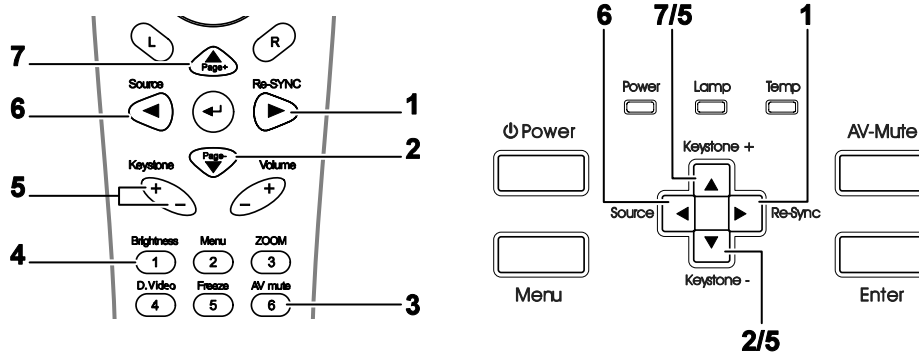 L R
7 Page+
Source Re-SYNC
6 1
Page- 2
Keystone Volume
+ +
5 − −
Brightness Menu ZOOM
4 1 2 3
D.Video Freeze AV mute
4 5 6 3
6 7/5 1
Power Lamp Temp
Power AV-Mute
Keystone +
Source Re-Sync
Keystone -
Menu Enter
2/5